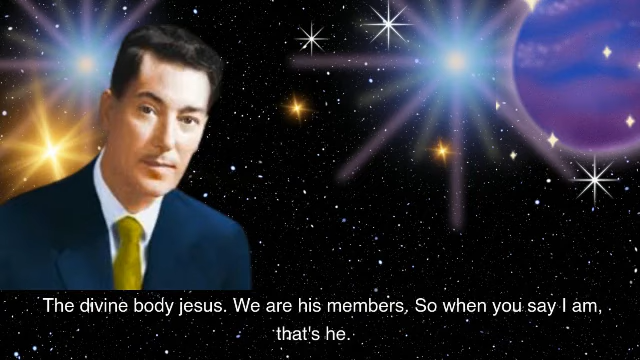 The divine body jesus. We are his members, So when you say I am,
that's he.